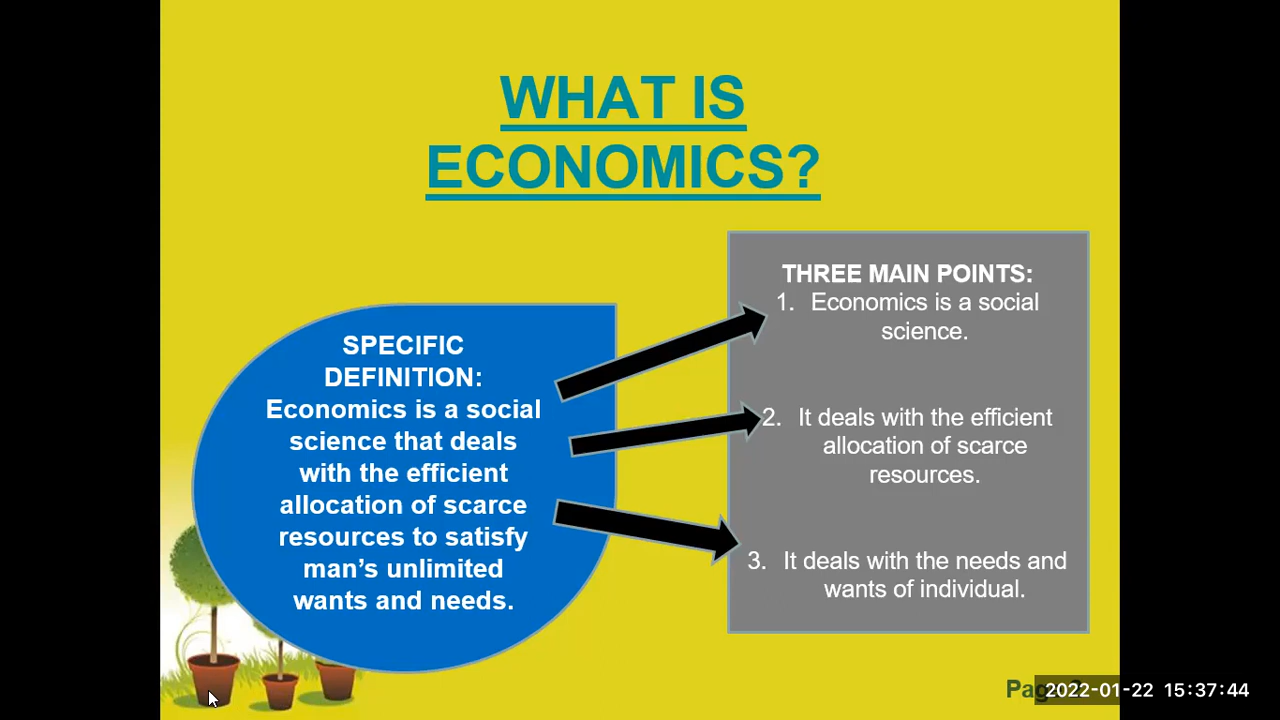 WHAT IS
ECONOMICS?
SPECIFIC
DEFINITION:
Economics is a social
science that deals
with the efficient
allocation of scarce
resources to satisfy
man’s unlimited
wants and needs.
THREE MAIN POINTS:
1. Economics is a social
science.
2. It deals with the efficient
allocation of scarce
resources.
3. It deals with the needs and
wants of individual.
2022-01-22 15:37:44